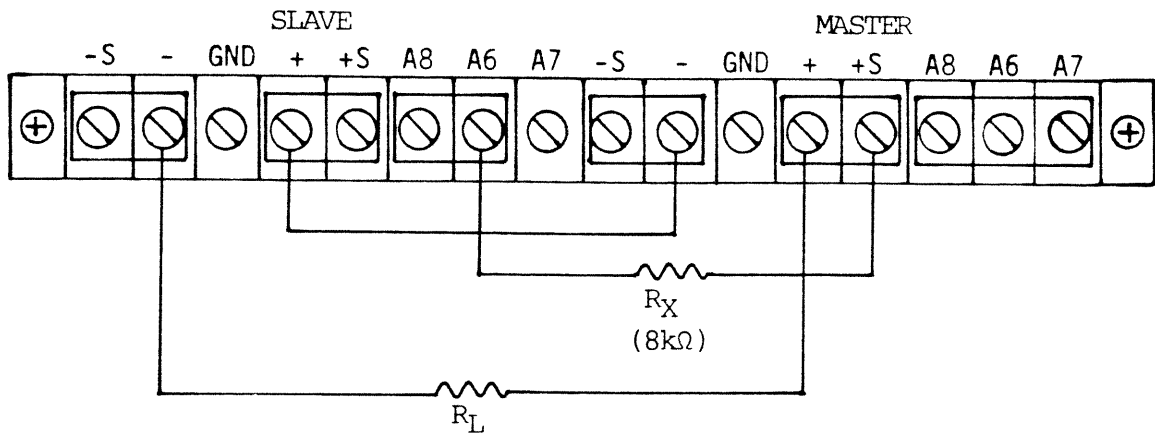 SLAVE MASTER
-S - GND + +S A8 A6 A7 -S - GND + +S A8 A6 A7
RX
(8kΩ)
RL